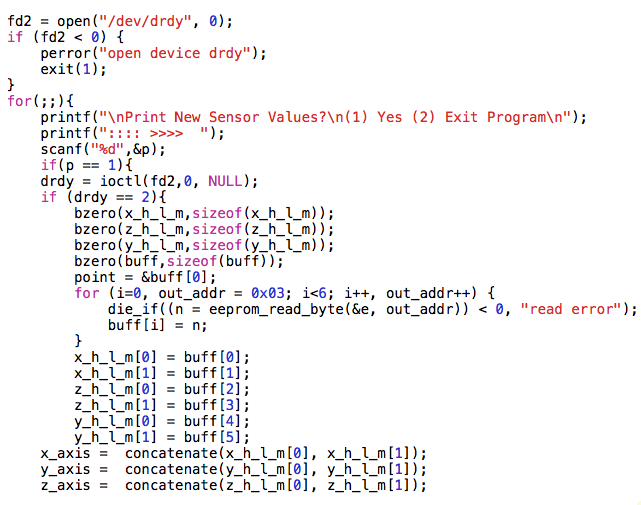 fd2 = open("/dev/drdy", 0);
if (fd2 < 0) {
    perror("open device drdy");
    exit(1);
}
for(;;){
    printf("\nPrint New Sensor Values?\n(1) Yes (2) Exit Program\n");
    printf(":::: >>>>  ");
    scanf("%d",&p);
    if(p == 1){
    drdy = ioctl(fd2,0, NULL);
    if (drdy == 2){
        bzero(x_h_l_m,sizeof(x_h_l_m));
        bzero(z_h_l_m,sizeof(z_h_l_m));
        bzero(y_h_l_m,sizeof(y_h_l_m));
        bzero(buff,sizeof(buff));
        point = &buff[0];
        for (i=0, out_addr = 0x03; i<6; i++, out_addr++) {
            die_if((n = eeprom_read_byte(&e, out_addr)) < 0, "read error");
            buff[i] = n;
        }
        x_h_l_m[0] = buff[0];
        x_h_l_m[1] = buff[1];
        z_h_l_m[0] = buff[2];
        z_h_l_m[1] = buff[3];
        y_h_l_m[0] = buff[4];
        y_h_l_m[1] = buff[5];
    x_axis =  concatenate(x_h_l_m[0], x_h_l_m[1]);
    y_axis =  concatenate(y_h_l_m[0], y_h_l_m[1]);
    z_axis =  concatenate(z_h_l_m[0], z_h_l_m[1]);